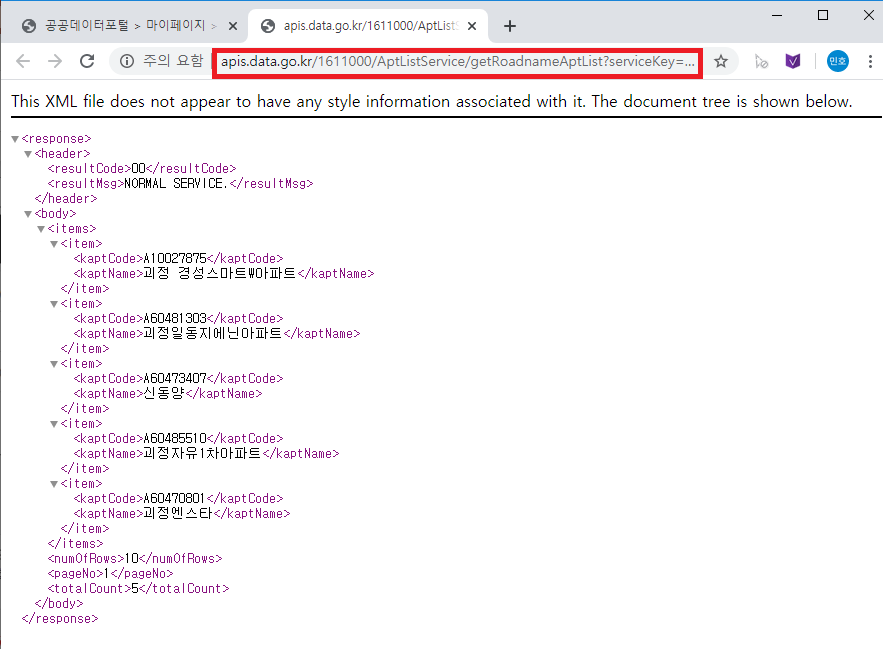 공공데이터포털 > 마이페이지 >
apis.data.go.kr/1611000/AptList
주의 요함
apis.data.go.kr/1611000/AptListService/getRoadnameAptList?serviceKey=...
민호
This XML file does not appear to have any style information associated with it. The document tree is shown below.
▼<response>
▼<header>
<resultCode>00</resultCode>
<resultMsg>NORMAL SERVICE.</resultMsg>
</header>
▼<body>
▼<items>
▼<item>
<kaptCode>A10027875</kaptCode>
<kaptName>괴정 경성스마트W아파트</kaptName>
</item>
▼<item>
<kaptCode>A60481303</kaptCode>
<kaptName>괴정일동지에닌아파트</kaptName>
</item>
▼<item>
<kaptCode>A60473407</kaptCode>
<kaptName>신동양</kaptName>
</item>
▼<item>
<kaptCode>A60485510</kaptCode>
<kaptName>괴정자유1차아파트</kaptName>
</item>
▼<item>
<kaptCode>A60470801</kaptCode>
<kaptName>괴정엔스타</kaptName>
</item>
</items>
<numOfRows>10</numOfRows>
<pageNo>1</pageNo>
<totalCount>5</totalCount>
</body>
</response>